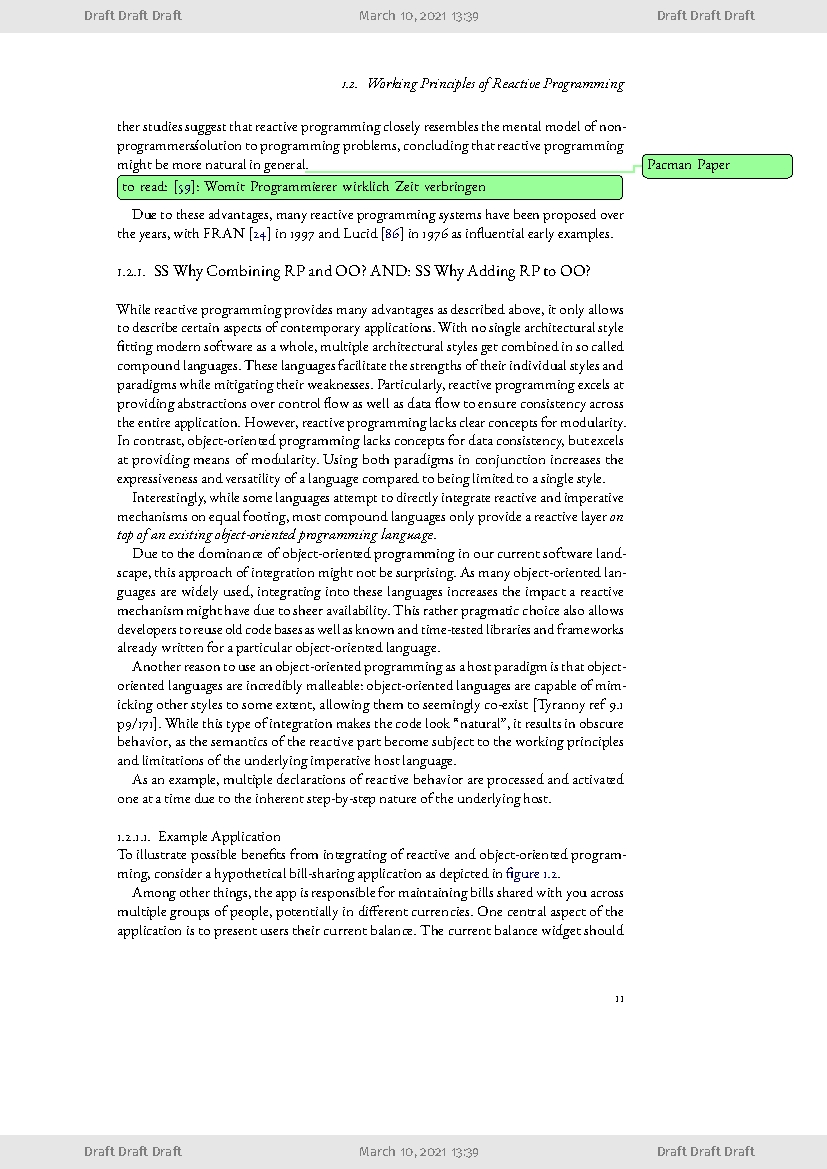 Draft Draft Draft March 10, 2021 13:39 Draft Draft Draft
1.2. Working Principles of Reactive Programming
ther studies suggest that reactive programming closely resembles the mental model of non-
programmersśolution to programming problems, concluding that reactive programming
might be more natural in general.
Pacman Paper
to read: [59]: Womit Programmierer wirklich Zeit verbringen
Due to these advantages, many reactive programming systems have been proposed over
the years, with FRAN [24] in 1997 and Lucid [86] in 1976 as influential early examples.
1.2.1. SS Why Combining RP and OO? AND: SS Why Adding RP to OO?
While reactive programming provides many advantages as described above, it only allows
to describe certain aspects of contemporary applications. With no single architectural style
fitting modern software as a whole, multiple architectural styles get combined in so called
compound languages. These languages facilitate the strengths of their individual styles and
paradigms while mitigating their weaknesses. Particularly, reactive programming excels at
providing abstractions over control flow as well as data flow to ensure consistency across
the entire application. However, reactive programming lacks clear concepts for modularity.
In contrast, object-oriented programming lacks concepts for data consistency, but excels
at providing means of modularity. Using both paradigms in conjunction increases the
expressiveness and versatility of a language compared to being limited to a single style.
Interestingly, while some languages attempt to directly integrate reactive and imperative
mechanisms on equal footing, most compound languages only provide a reactive layer on
top of an existing object-oriented programming language.
Due to the dominance of object-oriented programming in our current software land-
scape, this approach of integration might not be surprising. As many object-oriented lan-
guages are widely used, integrating into these languages increases the impact a reactive
mechanism might have due to sheer availability. This rather pragmatic choice also allows
developers to reuse old code bases as well as known and time-tested libraries and frameworks
already written for a particular object-oriented language.
Another reason to use an object-oriented programming as a host paradigm is that object-
oriented languages are incredibly malleable: object-oriented languages are capable of mim-
icking other styles to some extent, allowing them to seemingly co-exist [Tyranny ref 9.1
p9/171]. While this type of integration makes the code look “natural”, it results in obscure
behavior, as the semantics of the reactive part become subject to the working principles
and limitations of the underlying imperative host language.
As an example, multiple declarations of reactive behavior are processed and activated
one at a time due to the inherent step-by-step nature of the underlying host.
1.2.1.1. Example Application
To illustrate possible benefits from integrating of reactive and object-oriented program-
ming, consider a hypothetical bill-sharing application as depicted in figure 1.2.
Among other things, the app is responsible for maintaining bills shared with you across
multiple groups of people, potentially in different currencies. One central aspect of the
application is to present users their current balance. The current balance widget should
11
Draft Draft Draft March 10, 2021 13:39 Draft Draft Draft